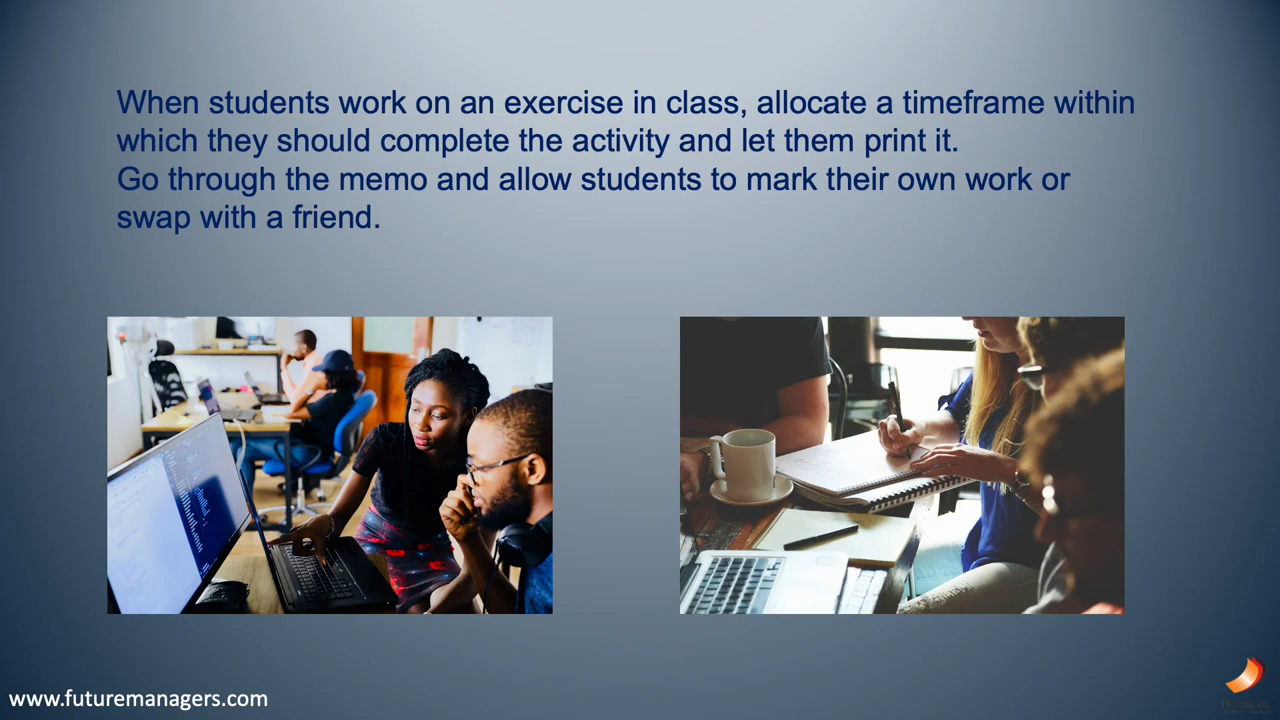 When students work on an exercise in class, allocate a timeframe within
which they should complete the activity and let them print it.
Go through the memo and allow students to mark their own work or
swap with a friend.
www.futuremanagers.com